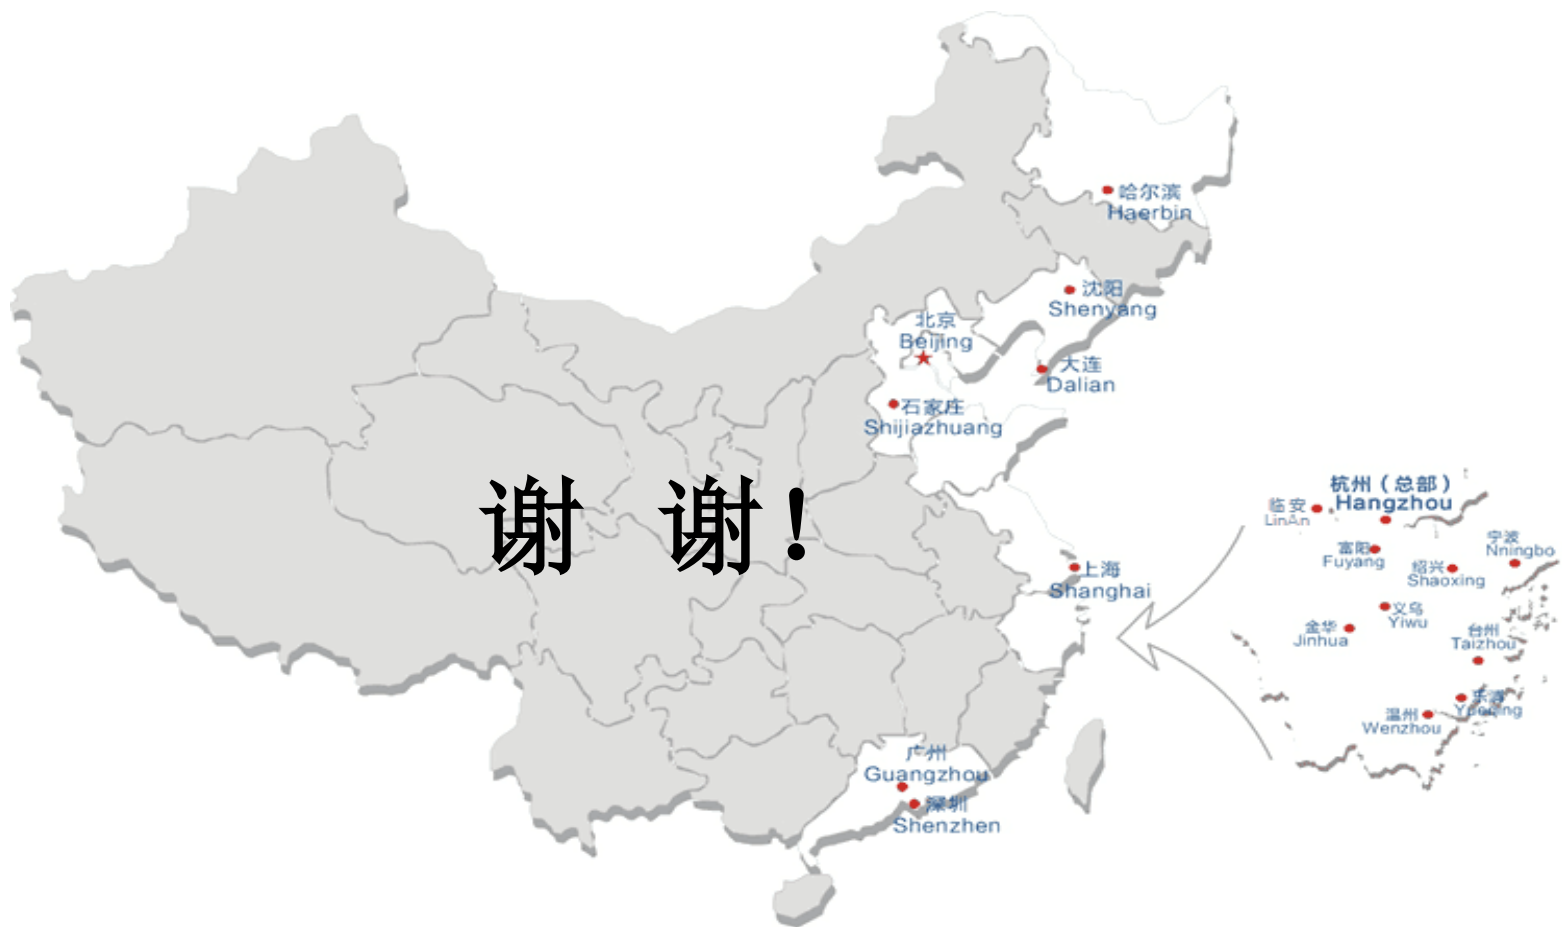 哈尔滨
Haerbin
沈阳
Shenyang
北京
Beijing
大连
Dalian
石家庄
Shijiazhuang
谢 谢！
上海
Shanghai
广州
Guangzhou
深圳
Shenzhen
杭州（总部）
Hangzhou
临安
LinAn
宁波
Nningbo
富阳
Fuyang
绍兴
Shaoxing
义乌
Yiwu
金华
Jinhua
台州
Taizhou
乐清
Yueqing
温州
Wenzhou